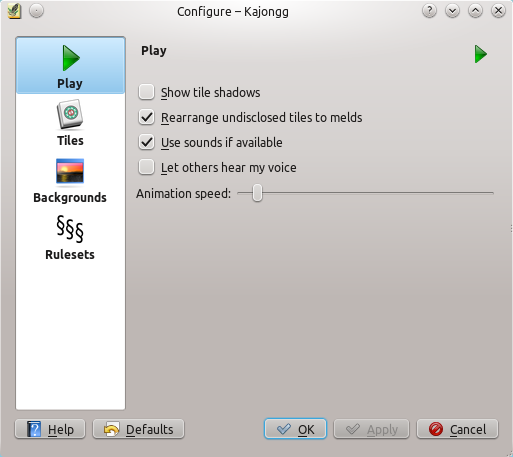 Configure – Kajongg
Play
Tiles
Backgrounds
§§§
Rulesets
Play
Show tile shadows
Rearrange undisclosed tiles to melds
Use sounds if available
Let others hear my voice
Animation speed:
Help
Defaults
OK
Apply
Cancel